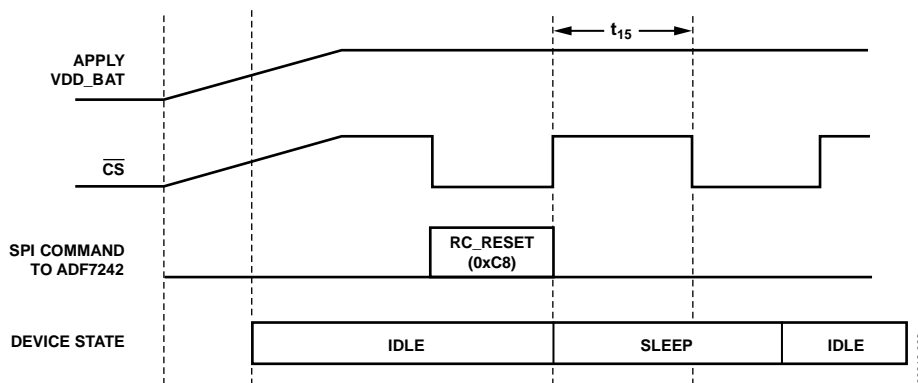 t15
APPLY
VDD_BAT
CS
SPI COMMAND
TO ADF7242
RC_RESET
(0xC8)
DEVICE STATE
IDLE
SLEEP
IDLE